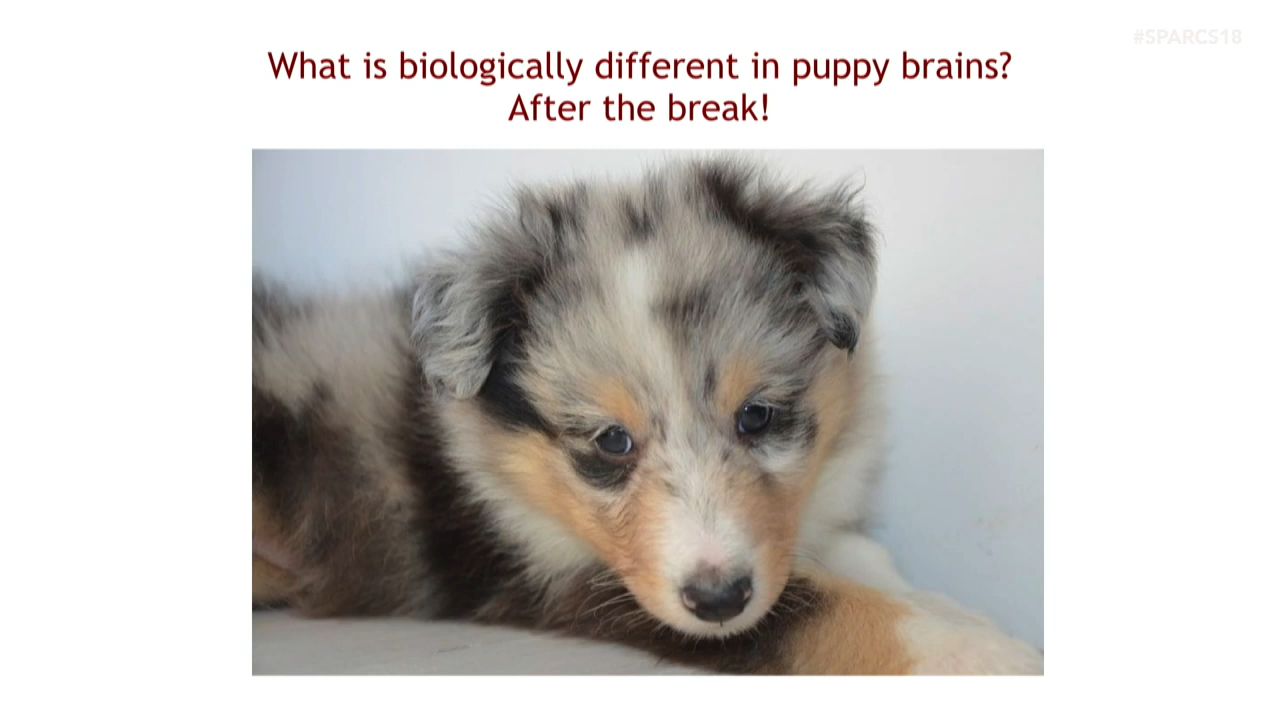 #SPARCS18
What is biologically different in puppy brains?
After the break!